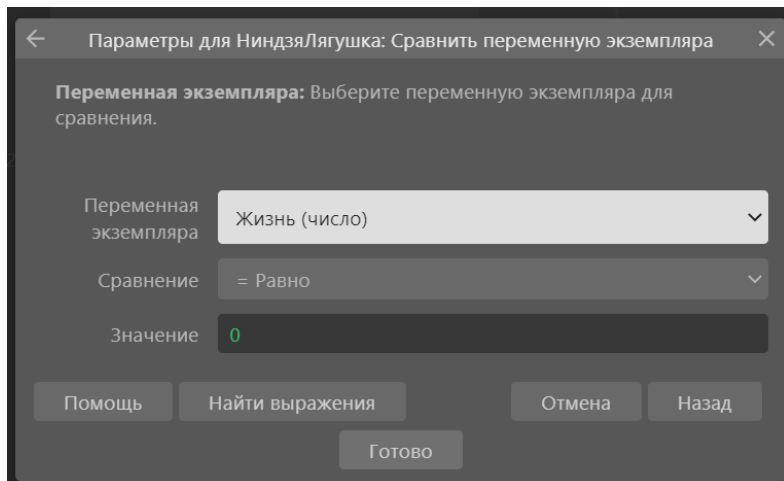 Параметры для НиндзяЛягушка: Сравнить переменную экземпляра
Переменная экземпляра: Выберите переменную экземпляра для
сравнения.
Переменная
экземпляра
Жизнь (число)
Сравнение
= Равно
Значение
0
Помощь
Найти выражения
Отмена
Назад
Готово